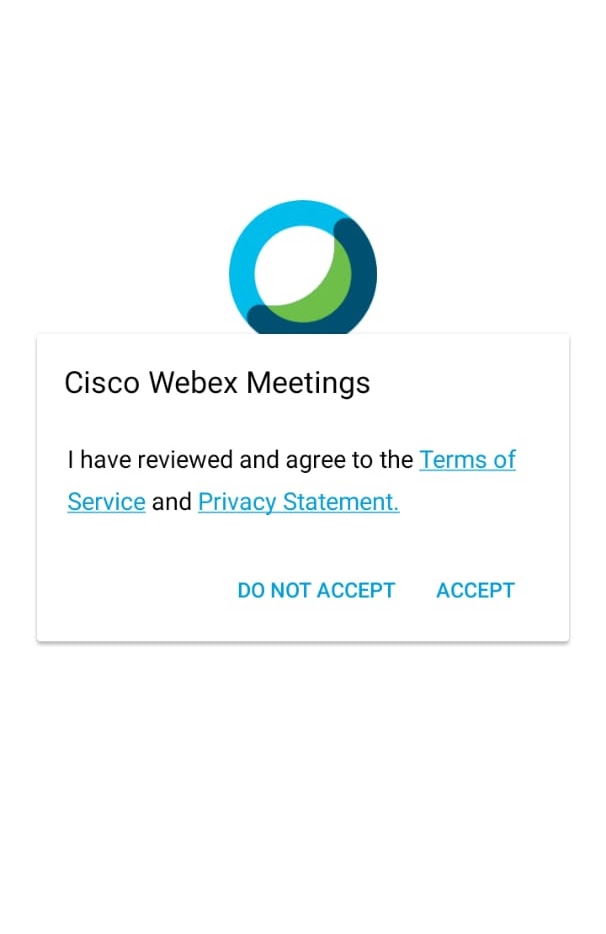 Cisco Webex Meetings
I have reviewed and agree to the Terms of
Service and Privacy Statement.
DO NOT ACCEPT ACCEPT